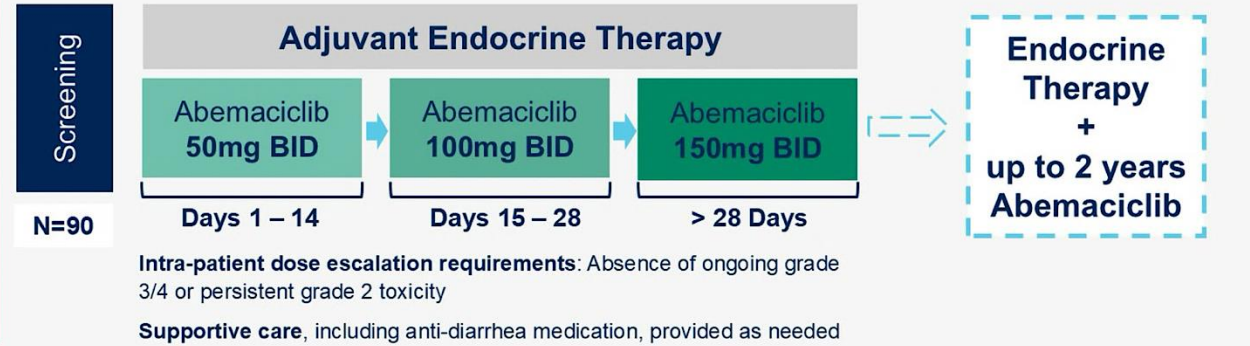 Screening
N=90
Adjuvant Endocrine Therapy
Abemaciclib
50mg BID
Abemaciclib
100mg BID
Abemaciclib
150mg BID
Days 1 – 14
Days 15 – 28
> 28 Days
Endocrine
Therapy
+
up to 2 years
Abemaciclib
Intra-patient dose escalation requirements: Absence of ongoing grade
3/4 or persistent grade 2 toxicity
Supportive care, including anti-diarrhea medication, provided as needed